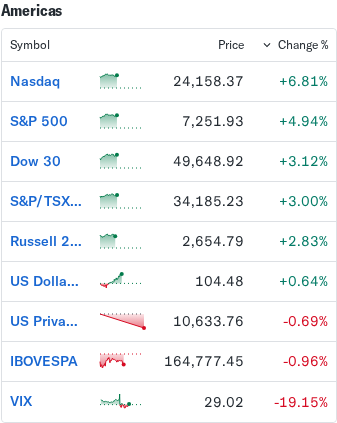 Americas
Symbol Price Change %
Nasdaq 24,158.37 +6.81%
S&P 500 7,251.93 +4.94%
Dow 30 49,648.92 +3.12%
S&P/TSX... 34,185.23 +3.00%
Russell 2... 2,654.79 +2.83%
US Dolla... 104.48 +0.64%
US Priva... 10,633.76 -0.69%
IBOVESPA 164,777.45 -0.96%
VIX 29.02 -19.15%